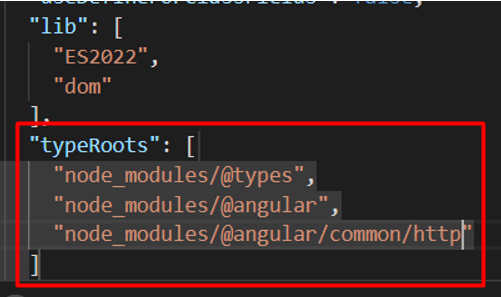 "lib": [
"ES2022",
"dom"
],
"typeRoots": [
"node_modules/@types",
"node_modules/@angular",
"node_modules/@angular/common/http"
]